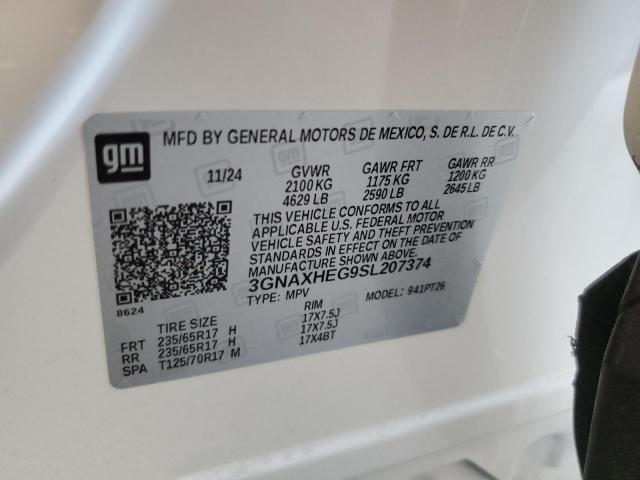 gm
MFD BY GENERAL MOTORS DE MEXICO, S. DE R.L. DE C.V.
11/24 GVWR GAWR FRT GAWR RR
2100 KG 1175 KG 1200 KG
4629 LB 2590 LB 2645 LB
THIS VEHICLE CONFORMS TO ALL
APPLICABLE U.S. FEDERAL MOTOR
VEHICLE SAFETY AND THEFT PREVENTION
STANDARDS IN EFFECT ON THE DATE
OF MANUFACTURE SHOWN ABOVE.
3GNAXHEG9SL207374
8624
TYPE: MPV MODEL: 941PT26
TIRE SIZE RIM
FRT 235/65R17 H 17X7.5J
RR 235/65R17 H 17X7.5J
SPA T125/70R17 M 17X4BT